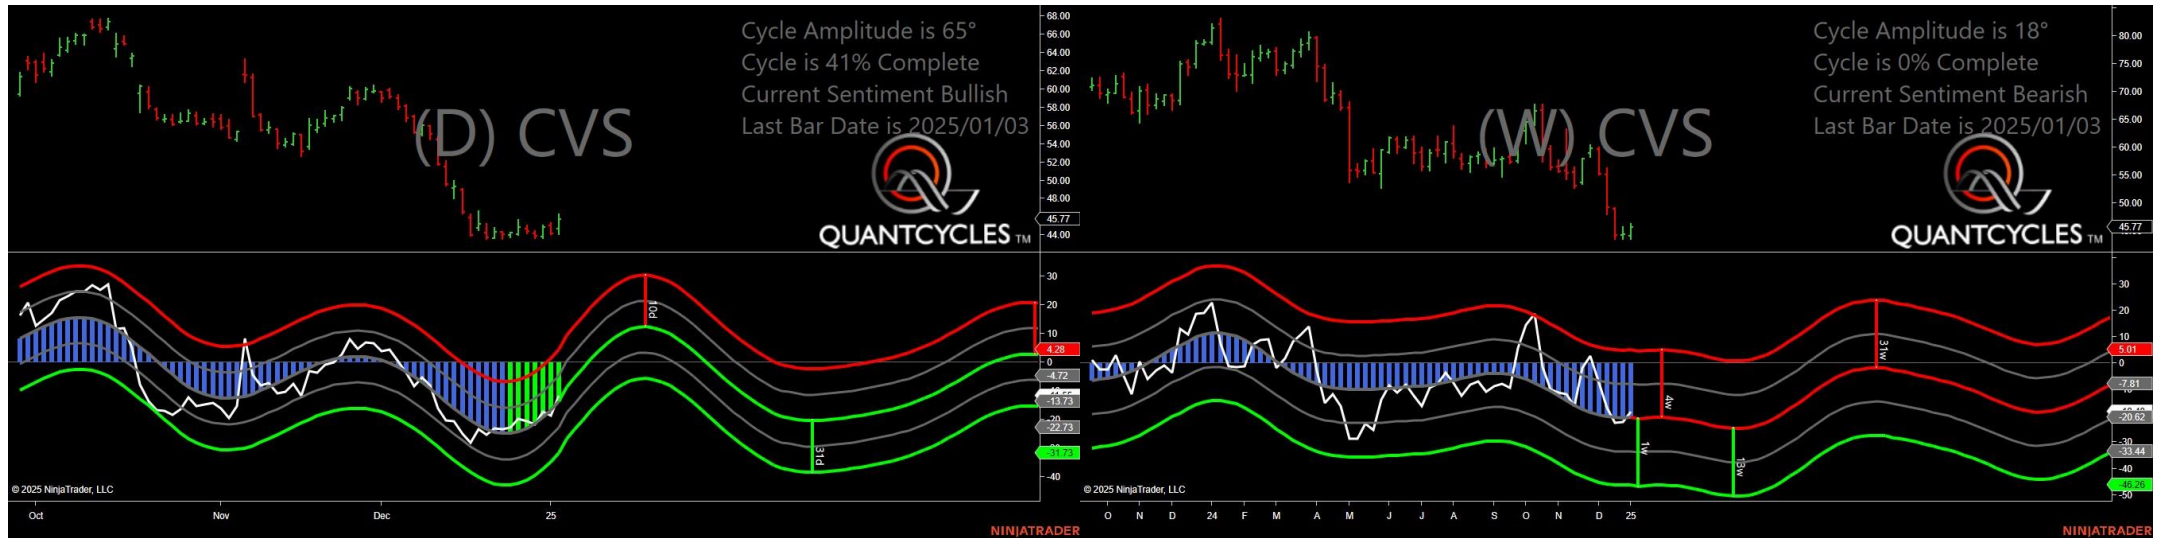 Cycle Amplitude is 65°
Cycle is 41% Complete
Current Sentiment Bullish
Last Bar Date is 2025/01/03
(D) CVS
QUANTCYCLES TM
68.00
66.00
64.00
62.00
60.00
58.00
56.00
54.00
52.00
50.00
48.00
45.77
44.00
30
20
10
4.28
0
-4.72
-13.73
-22.73
-31.73
-40
10d
31d
© 2025 NinjaTrader, LLC
Oct Nov Dec 25
NINJATRADER
Cycle Amplitude is 18°
Cycle is 0% Complete
Current Sentiment Bearish
Last Bar Date is 2025/01/03
(W) CVS
QUANTCYCLES TM
80.00
75.00
70.00
65.00
60.00
55.00
50.00
45.77
30
20
10
5.01
0
-7.81
-20.62
-30
-33.44
-40
-46.26
-50
4w
1w
13w
31w
© 2025 NinjaTrader, LLC
O N D 24 F M A M J J A S O N D 25
NINJATRADER